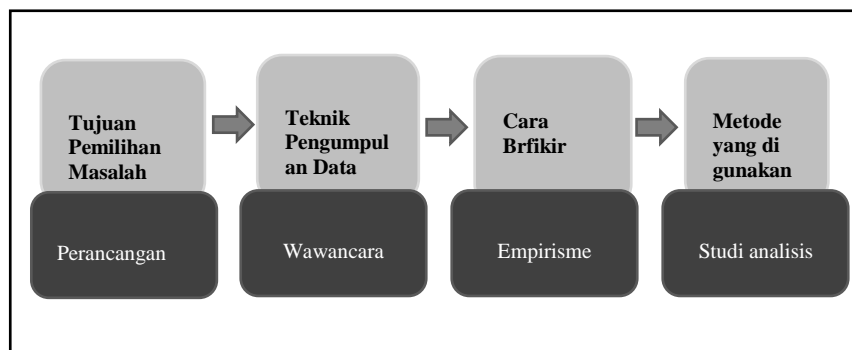 Tujuan
Pemilihan
Masalah
Perancangan
Teknik
Pengumpul
an Data
Wawancara
Cara
Brfikir
Empirisme
Metode
yang di
gunakan
Studi analisis